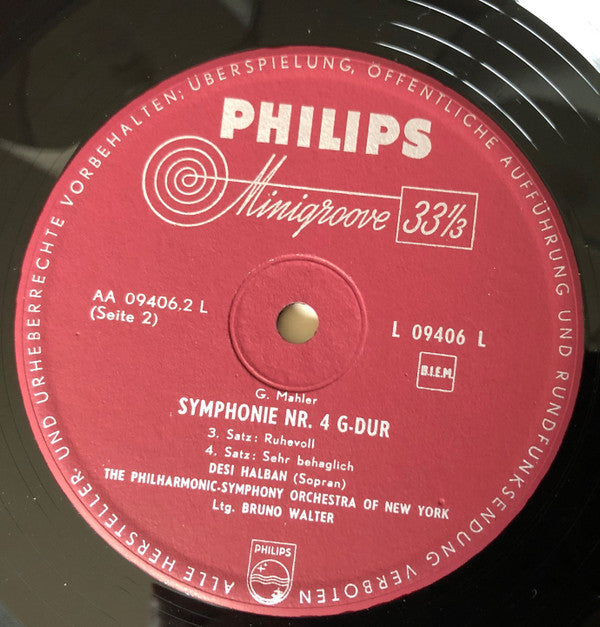 ALLE HERSTELLER- UND URHEBERRECHTE VORBEHALTEN; ÜBERSPIELUNG, ÖFFENTLICHE AUFFÜHRUNG UND RUNDFUNKSENDUNG VERBOTEN
PHILIPS
Minigroove 33⅓
AA 09406.2 L
(Seite 2)
L 09406 L
B.I.E.M.
G. Mahler
SYMPHONIE NR. 4 G-DUR
3. Satz: Ruhevoll
4. Satz: Sehr behaglich
DESI HALBAN (Sopran)
THE PHILHARMONIC-SYMPHONY ORCHESTRA OF NEW YORK
Ltg. BRUNO WALTER
PHILIPS